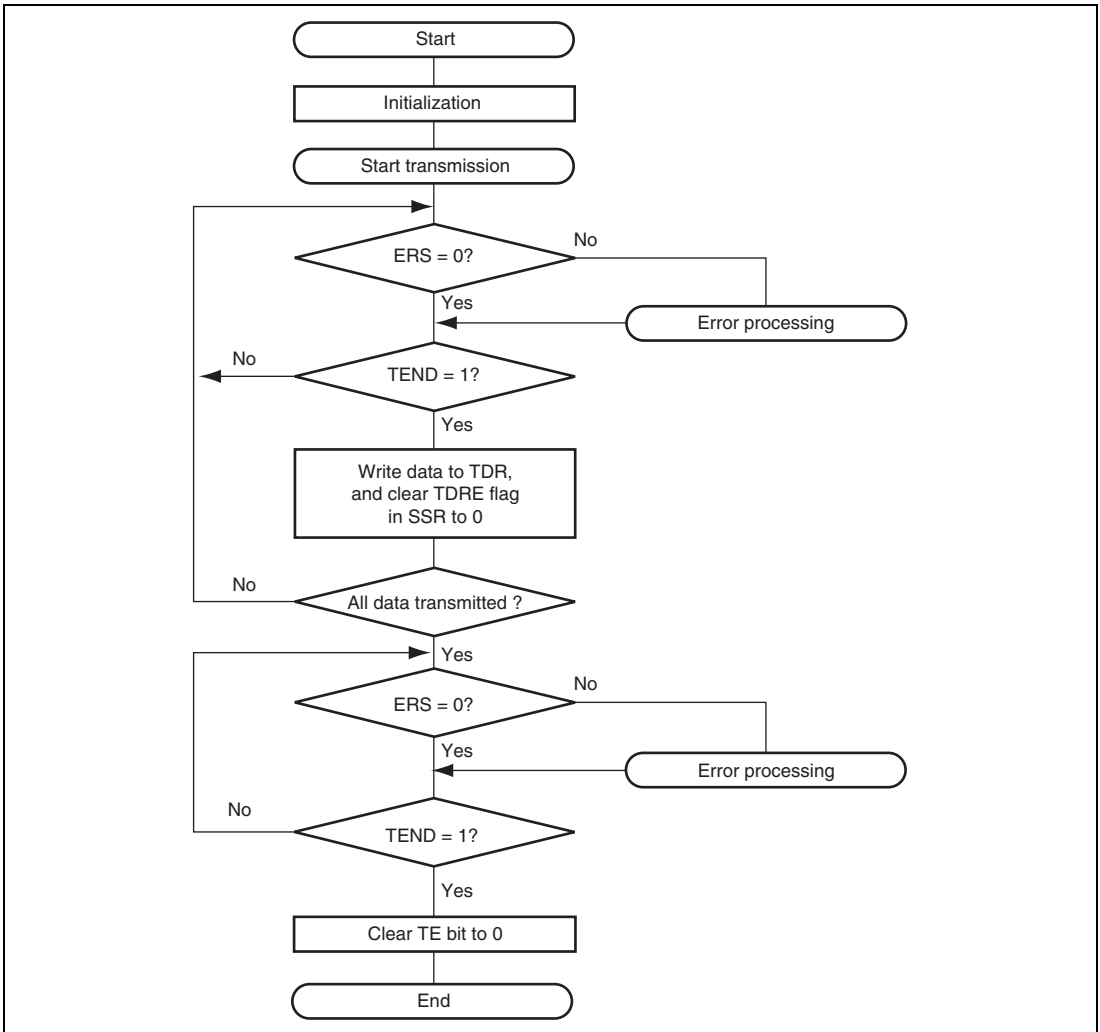 Start
Initialization
Start transmission
ERS = 0?
No
Yes
Error processing
No
TEND = 1?
Yes
Write data to TDR,
and clear TDRE flag
in SSR to 0
No
All data transmitted ?
Yes
ERS = 0?
No
Yes
Error processing
No
TEND = 1?
Yes
Clear TE bit to 0
End